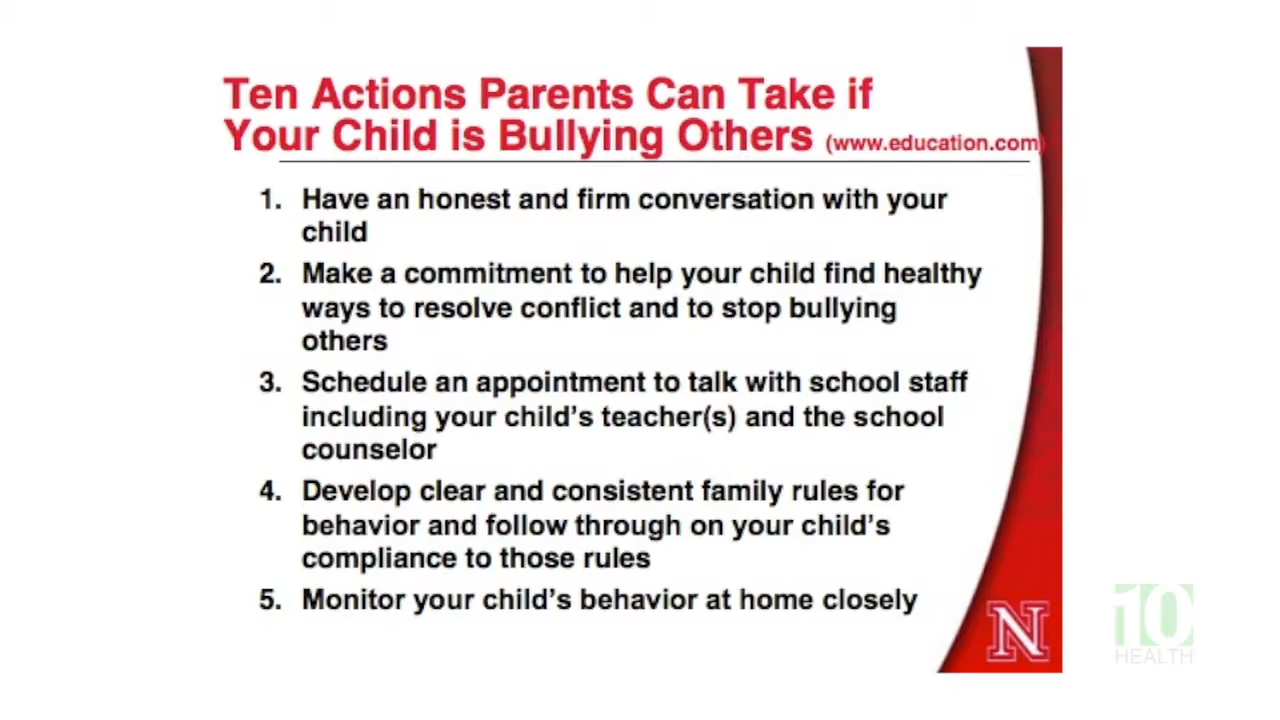 Ten Actions Parents Can Take if
Your Child is Bullying Others (www.education.com)
1. Have an honest and firm conversation with your
child
2. Make a commitment to help your child find healthy
ways to resolve conflict and to stop bullying
others
3. Schedule an appointment to talk with school staff
including your child's teacher(s) and the school
counselor
4. Develop clear and consistent family rules for
behavior and follow through on your child's
compliance to those rules
5. Monitor your child's behavior at home closely
N
10
HEALTH